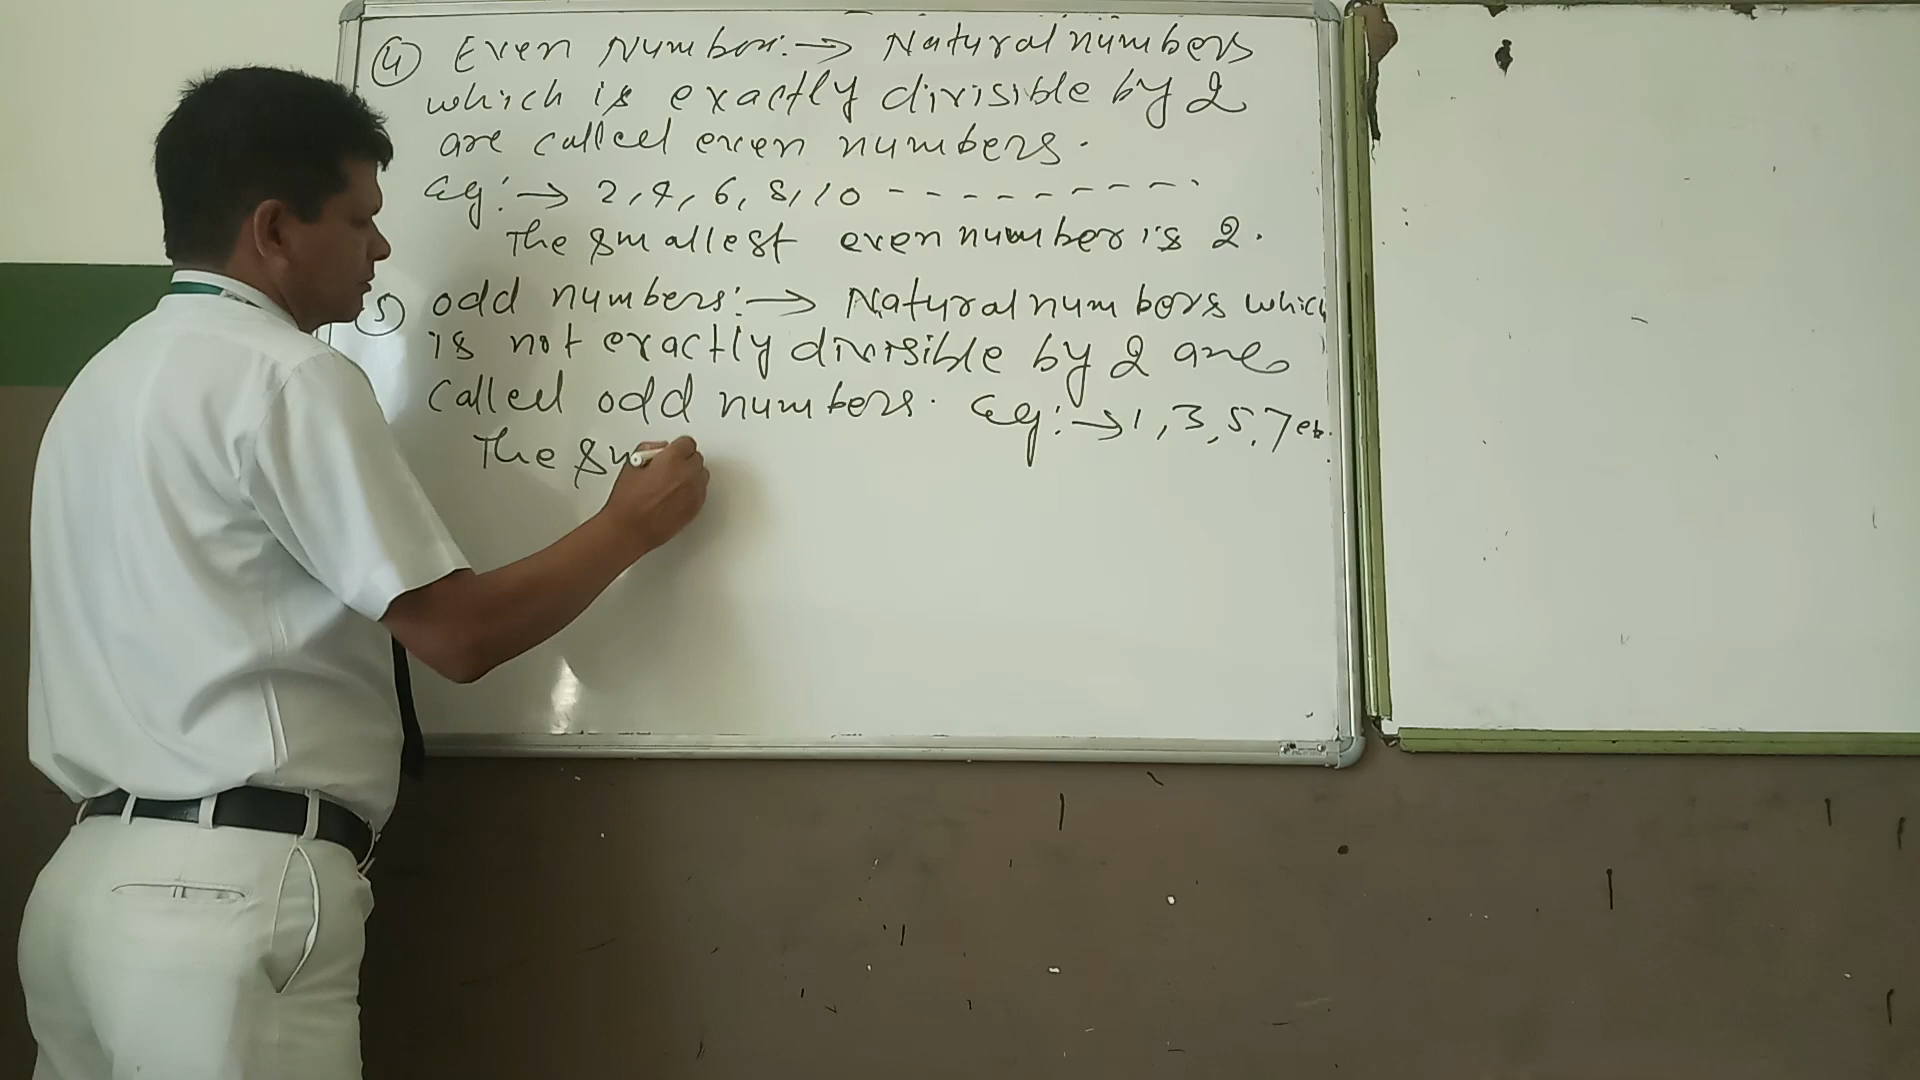 ④ Even Number:→ Natural numbers
which is exactly divisible by 2
are called even numbers.
eg:→ 2, 4, 6, 8, 10 - - - - - - - - -
The smallest even number is 2.
⑤ odd numbers:→ Natural numbers which
is not exactly divisible by 2 are
called odd numbers. eg:→ 1, 3, 5, 7 etc.
The sm